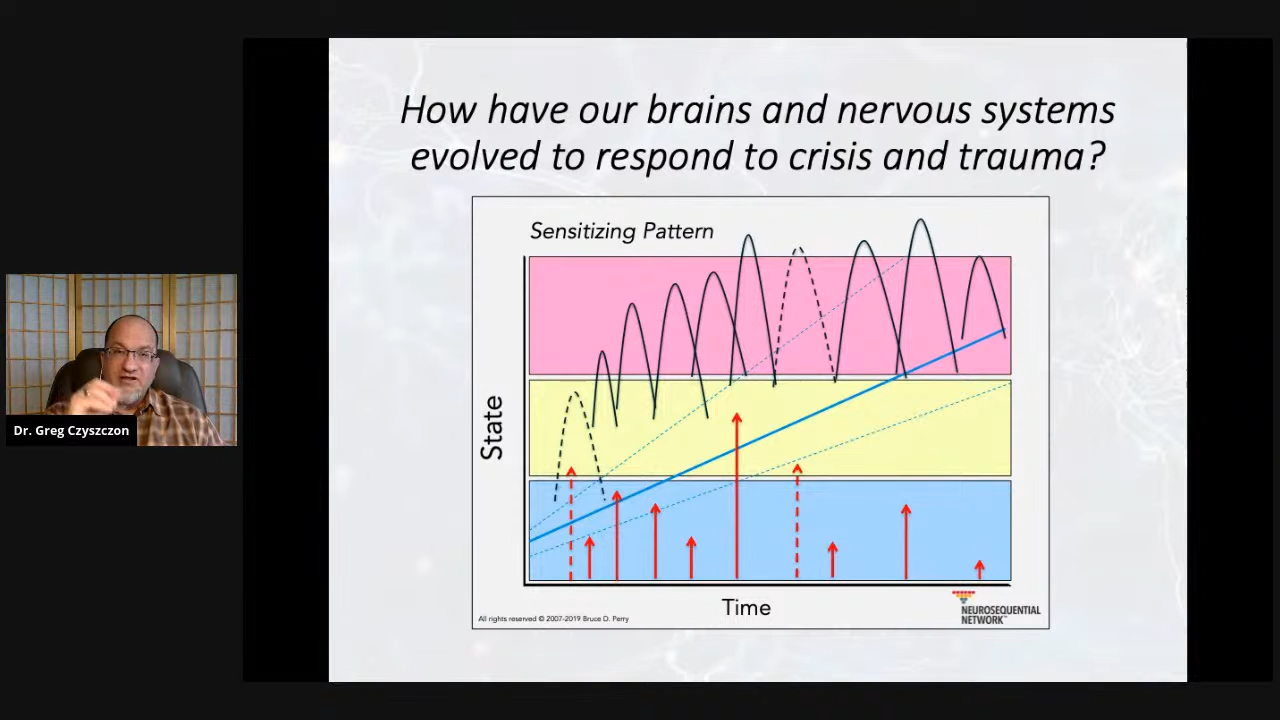 How have our brains and nervous systems
evolved to respond to crisis and trauma?
Sensitizing Pattern
State
Time
All rights reserved © 2007-2019 Bruce D. Perry
NEUROSEQUENTIAL
NETWORK™
Dr. Greg Czyszczon